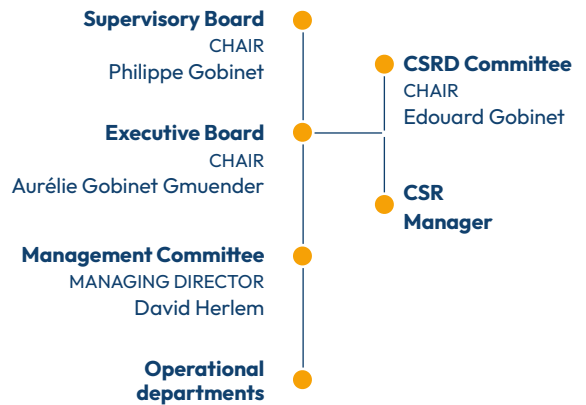 Supervisory Board
CHAIR
Philippe Gobinet
CSRD Committee
CHAIR
Edouard Gobinet
Executive Board
CHAIR
Aurélie Gobinet Gmuender
CSR
Manager
Management Committee
MANAGING DIRECTOR
David Herlem
Operational
departments